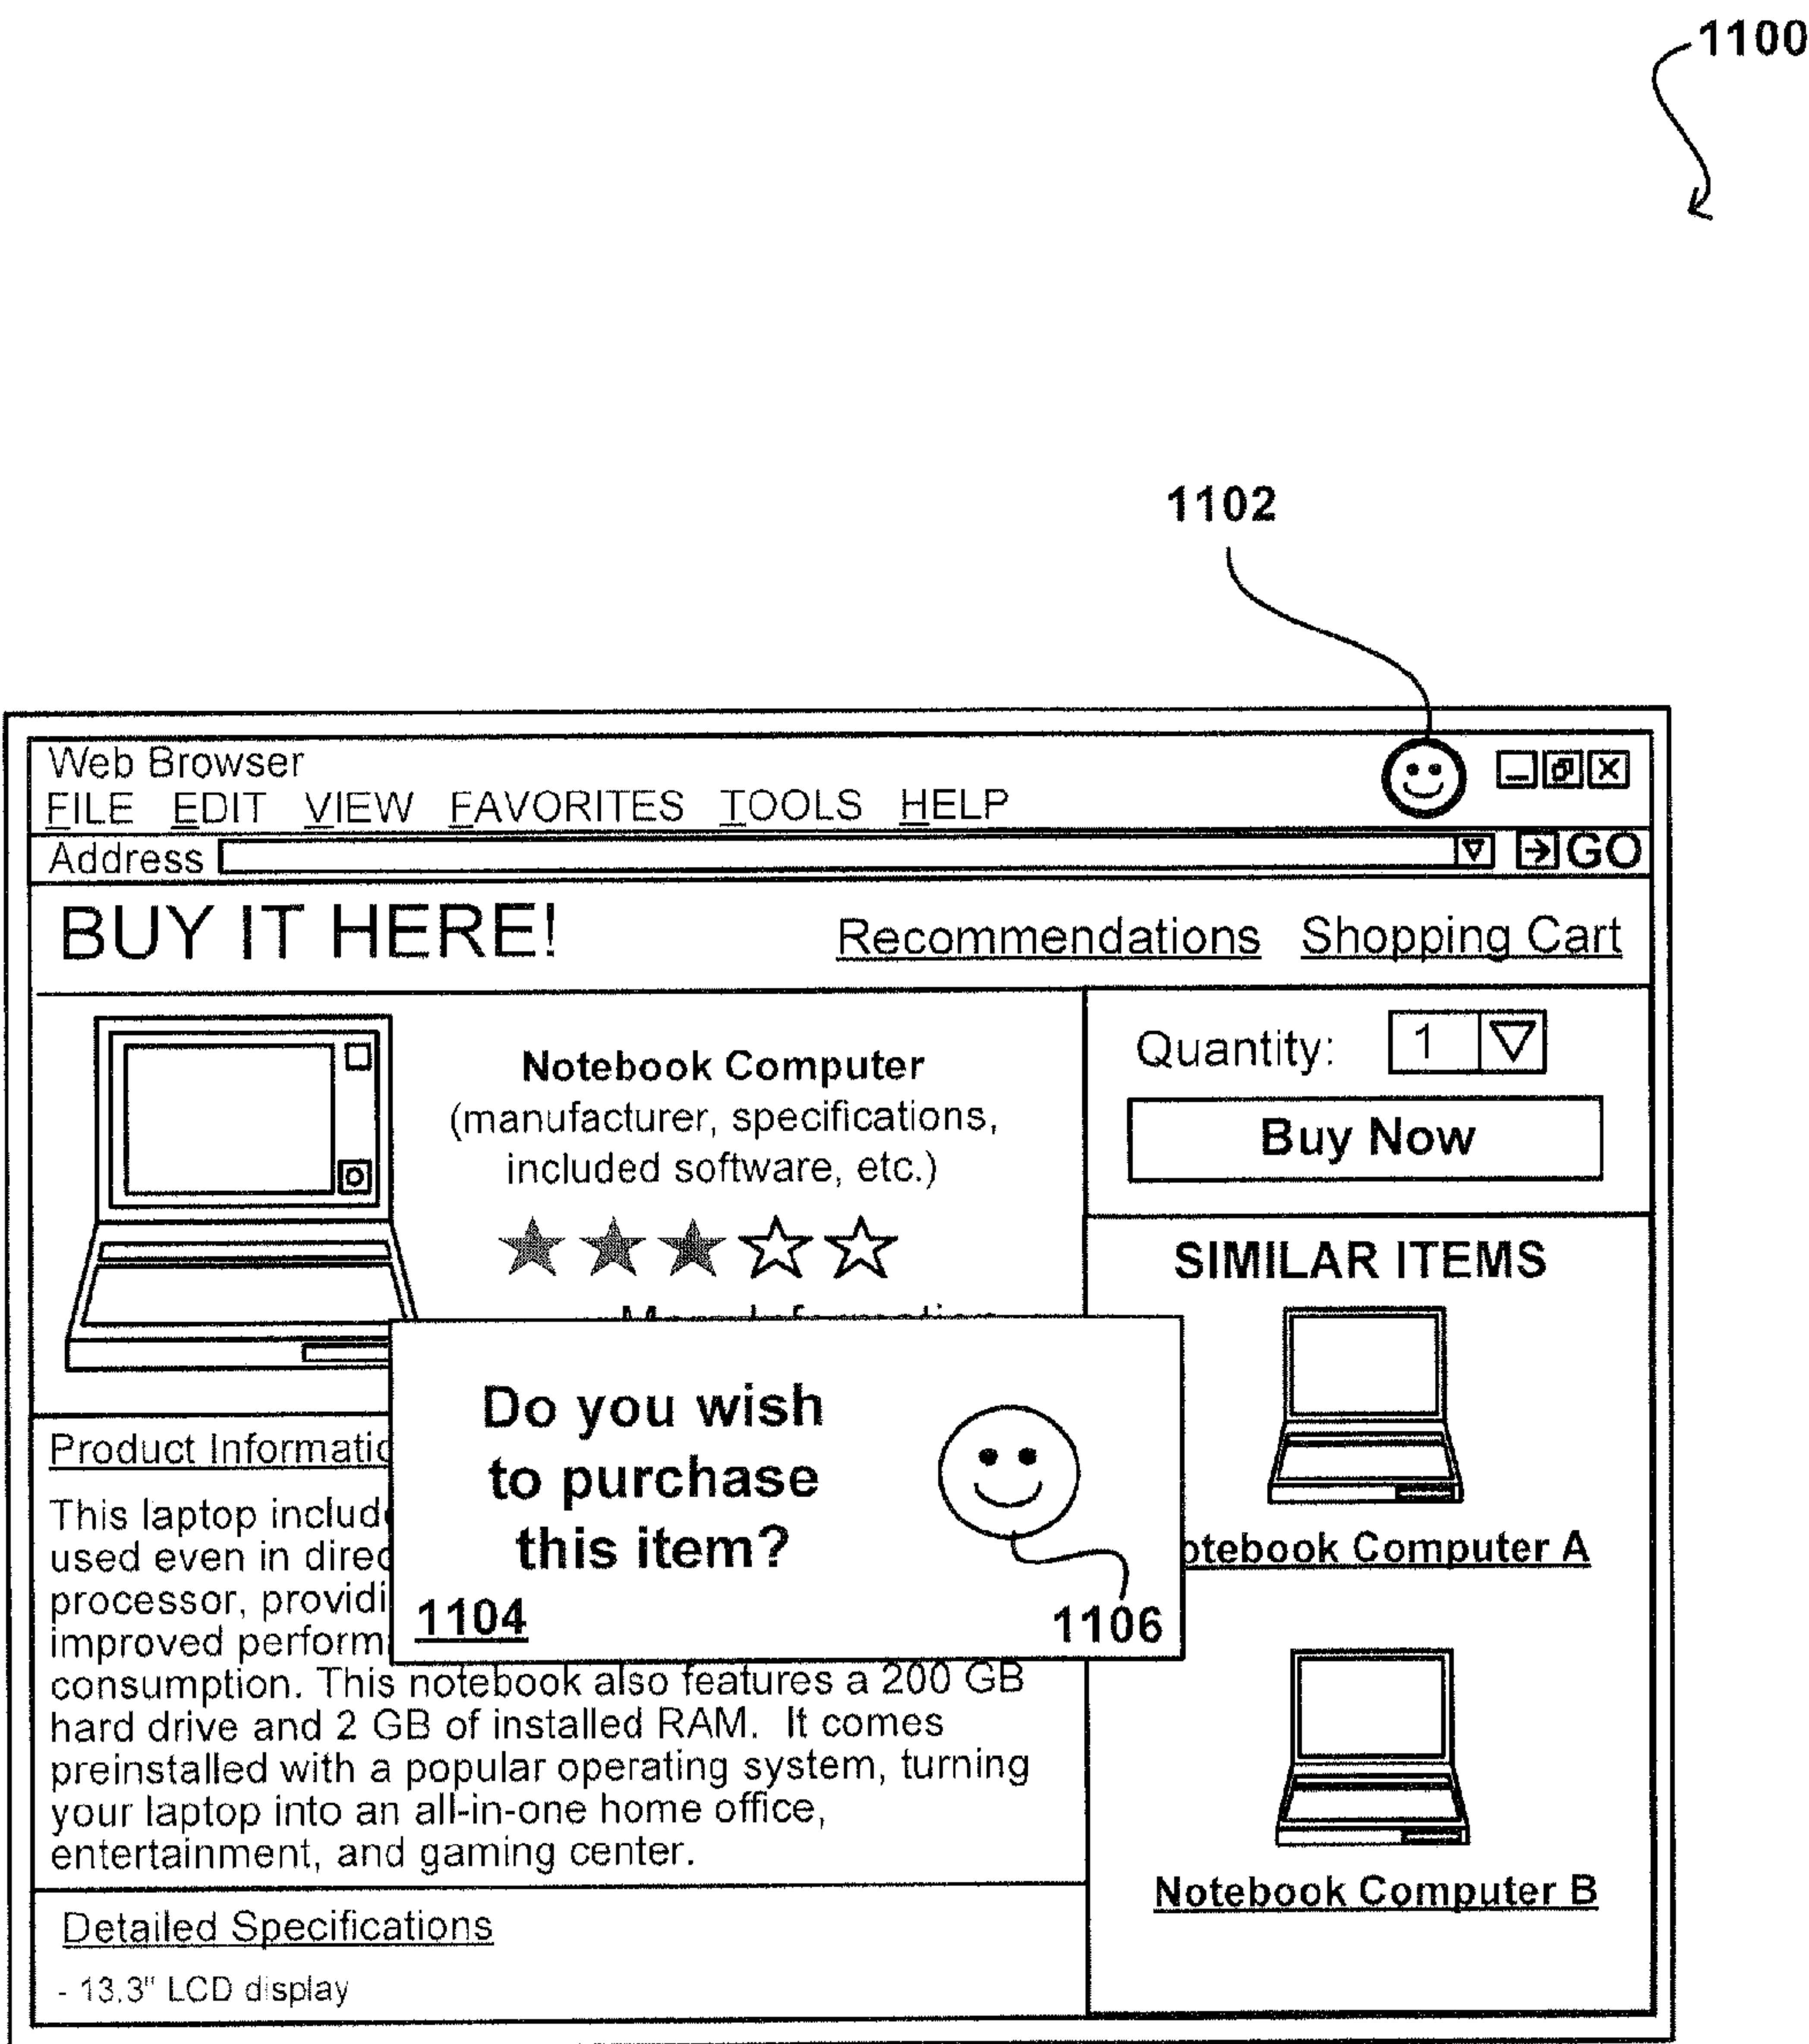 1100
1102
Web Browser
FILE EDIT VIEW FAVORITES TOOLS HELP
Address GO
BUY IT HERE! Recommendations Shopping Cart
Notebook Computer
(manufacturer, specifications,
included software, etc.)
Quantity: 1
Buy Now
SIMILAR ITEMS
Notebook Computer A
Notebook Computer B
Do you wish
to purchase
this item?
1104 1106
Product Informatio
This laptop includ
used even in direc
processor, providi
improved perform
consumption. This notebook also features a 200 GB
hard drive and 2 GB of installed RAM. It comes
preinstalled with a popular operating system, turning
your laptop into an all-in-one home office,
entertainment, and gaming center.
Detailed Specifications
- 13.3" LCD display